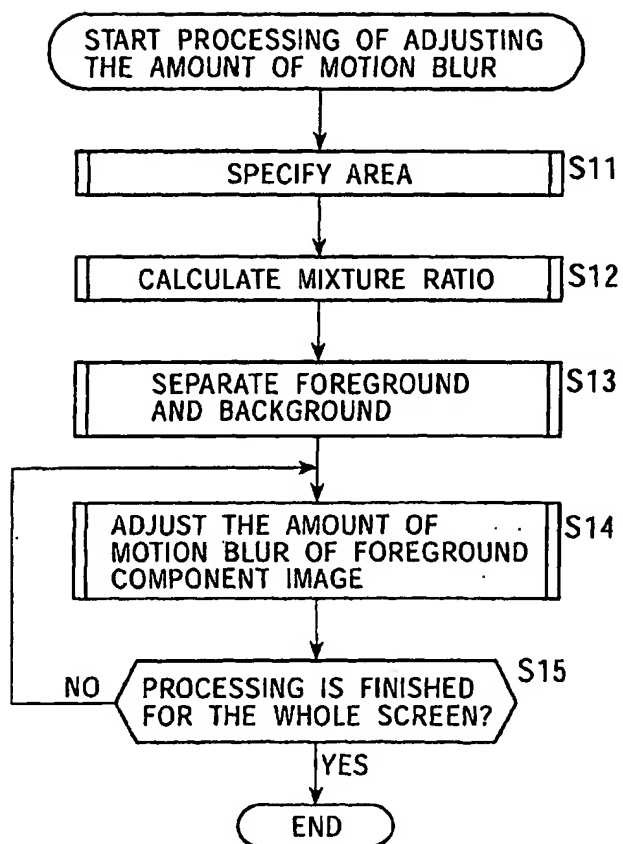 START PROCESSING OF ADJUSTING
THE AMOUNT OF MOTION BLUR
SPECIFY AREA
S11
CALCULATE MIXTURE RATIO
S12
SEPARATE FOREGROUND
AND BACKGROUND
S13
ADJUST THE AMOUNT OF
MOTION BLUR OF FOREGROUND
COMPONENT IMAGE
S14
PROCESSING IS FINISHED
FOR THE WHOLE SCREEN?
S15
NO
YES
END